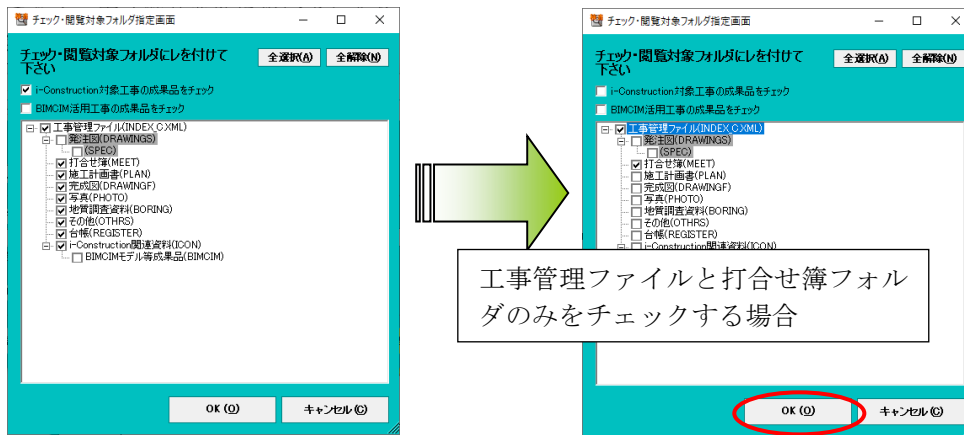 チェック・閲覧対象フォルダ指定画面
チェック・閲覧対象フォルダにレを付けて
下さい
全選択(A)
全解除(N)
i-Construction対象工事の成果品をチェック
BIMCIM活用工事の成果品をチェック
工事管理ファイル(INDEX_C.XML)
発注図(DRAWINGS)
(SPEC)
打合せ簿(MEET)
施工計画書(PLAN)
完成図(DRAWINGF)
写真(PHOTO)
地質調査資料(BORING)
その他(OTHRS)
台帳(REGISTER)
i-Construction関連資料(ICON)
BIMCIMモデル等成果品(BIMCIM)
OK (O)
キャンセル(C)
チェック・閲覧対象フォルダ指定画面
チェック・閲覧対象フォルダにレを付けて
下さい
全選択(A)
全解除(N)
i-Construction対象工事の成果品をチェック
BIMCIM活用工事の成果品をチェック
工事管理ファイル(INDEX_C.XML)
発注図(DRAWINGS)
(SPEC)
打合せ簿(MEET)
施工計画書(PLAN)
完成図(DRAWINGF)
写真(PHOTO)
地質調査資料(BORING)
その他(OTHRS)
台帳(REGISTER)
i-Construction関連資料(ICON)
工事管理ファイルと打合せ簿フォル
ダのみをチェックする場合
OK (O)
キャンセル(C)